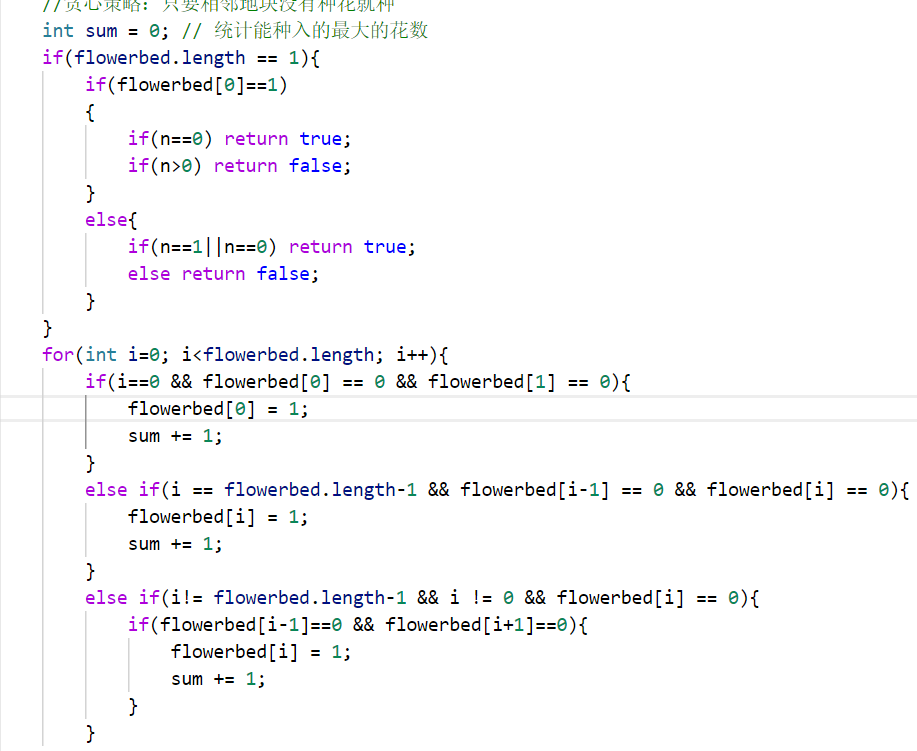 //贪心策略：只要相邻地块没有种花就种
int sum = 0; // 统计能种入的最大的花数
if(flowerbed.length == 1){
if(flowerbed[0]==1)
{
if(n==0) return true;
if(n>0) return false;
}
else{
if(n==1||n==0) return true;
else return false;
}
}
for(int i=0; i<flowerbed.length; i++){
if(i==0 && flowerbed[0] == 0 && flowerbed[1] == 0){
flowerbed[0] = 1;
sum += 1;
}
else if(i == flowerbed.length-1 && flowerbed[i-1] == 0 && flowerbed[i] == 0){
flowerbed[i] = 1;
sum += 1;
}
else if(i!= flowerbed.length-1 && i != 0 && flowerbed[i] == 0){
if(flowerbed[i-1]==0 && flowerbed[i+1]==0){
flowerbed[i] = 1;
sum += 1;
}
}